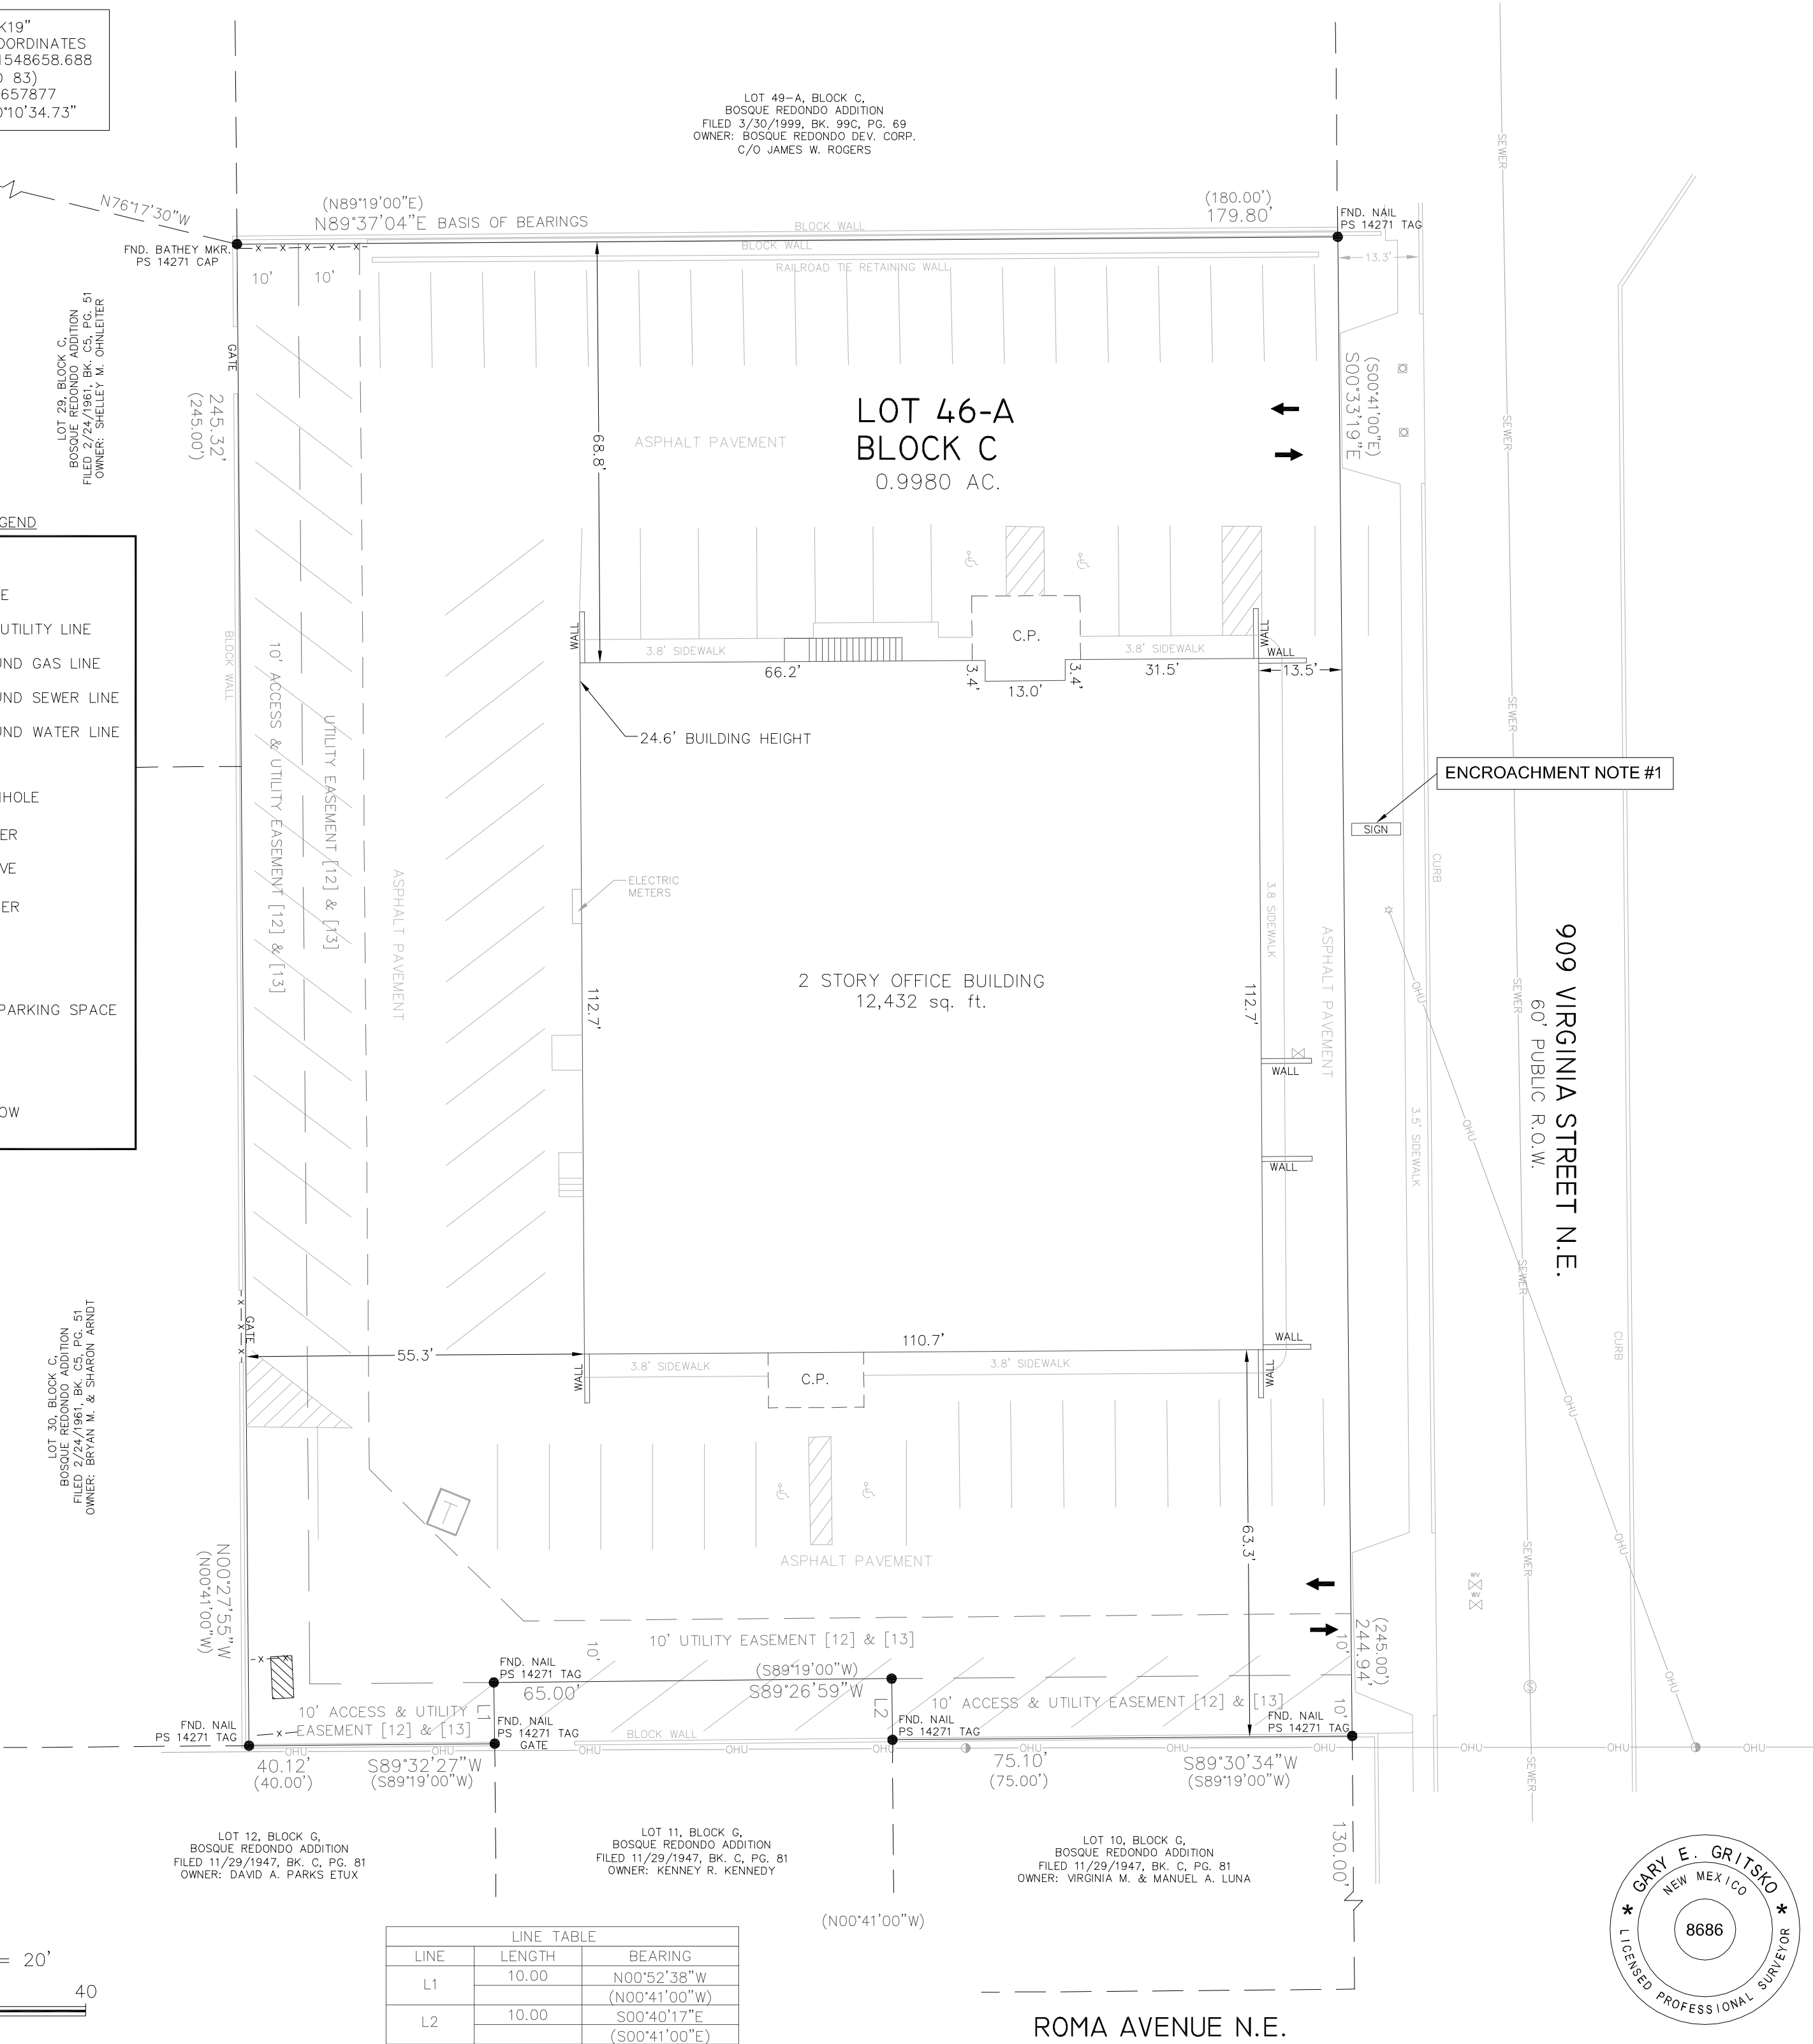 K19"
OORDINATES
1548658.688
D 83)
657877
0°10'34.73"
LOT 49-A, BLOCK C,
BOSQUE REDONDO ADDITION
FILED 3/30/1999, BK. 99C, PG. 69
OWNER: BOSQUE REDONDO DEV. CORP.
C/O JAMES W. ROGERS
N76°17'30"W
(N89°19'00"E)
N89°37'04"E BASIS OF BEARINGS
(180.00')
179.80'
BLOCK WALL
BLOCK WALL
RAILROAD TIE RETAINING WALL
FND. NAIL
PS 14271 TAG
13.3'
FND. BATHEY MKR.
PS 14271 CAP
10'
10'
LOT 29, BLOCK C,
BOSQUE REDONDO ADDITION
FILED 2/24/1961, BK. C5, PG. 51
OWNER: SHELLEY M. OHNLEITER
GATE
245.32'
(245.00')
68.8'
ASPHALT PAVEMENT
LOT 46-A
BLOCK C
0.9980 AC.
(S00°41'00"E)
S00°33'19"E
SEWER
SEWER
SEWER
SEWER
SEWER
SEWER
SEWER
GEND
E
UTILITY LINE
UND GAS LINE
UND SEWER LINE
UND WATER LINE
NHOLE
ER
VE
ER
PARKING SPACE
OW
BLOCK WALL
10' ACCESS & UTILITY EASEMENT [12] & [13]
UTILITY EASEMENT [12] & [13]
ASPHALT PAVEMENT
WALL
3.8' SIDEWALK
C.P.
3.8' SIDEWALK
WALL
WALL
66.2'
3.4'
13.0'
3.4'
31.5'
13.5'
24.6' BUILDING HEIGHT
ENCROACHMENT NOTE #1
SIGN
ELECTRIC
METERS
CURB
3.8 SIDEWALK
ASPHALT PAVEMENT
2 STORY OFFICE BUILDING
12,432 sq. ft.
112.7'
112.7'
WALL
WALL
3.5' SIDEWALK
909 VIRGINIA STREET N.E.
60' PUBLIC R.O.W.
OHU
OHU
OHU
OHU
OHU
CURB
LOT 30, BLOCK C,
BOSQUE REDONDO ADDITION
FILED 2/24/1961, BK. C5, PG. 51
OWNER: BRYAN M. & SHARON ARNDT
GATE
55.3'
110.7'
WALL
WALL
3.8' SIDEWALK
C.P.
3.8' SIDEWALK
WALL
T
63.3'
ASPHALT PAVEMENT
N00°27'55"W
(N00°41'00"W)
WV
WV
S
(245.00')
244.94'
10'
10' UTILITY EASEMENT [12] & [13]
10'
FND. NAIL
PS 14271 TAG
65.00'
(S89°19'00"W)
S89°26'59"W
L1
L2
10' ACCESS & UTILITY
EASEMENT [12] & [13]
10' ACCESS & UTILITY EASEMENT [12] & [13]
10'
FND. NAIL
PS 14271 TAG
FND. NAIL
PS 14271 TAG
GATE
BLOCK WALL
FND. NAIL
PS 14271 TAG
FND. NAIL
PS 14271 TAG
OHU
OHU
OHU
OHU
OHU
OHU
OHU
OHU
OHU
OHU
OHU
40.12'
(40.00')
S89°32'27"W
(S89°19'00"W)
75.10'
(75.00')
S89°30'34"W
(S89°19'00"W)
LOT 12, BLOCK G,
BOSQUE REDONDO ADDITION
FILED 11/29/1947, BK. C, PG. 81
OWNER: DAVID A. PARKS ETUX
LOT 11, BLOCK G,
BOSQUE REDONDO ADDITION
FILED 11/29/1947, BK. C, PG. 81
OWNER: KENNEY R. KENNEDY
LOT 10, BLOCK G,
BOSQUE REDONDO ADDITION
FILED 11/29/1947, BK. C, PG. 81
OWNER: VIRGINIA M. & MANUEL A. LUNA
130.00'
(N00°41'00"W)
= 20'
40
LINE TABLE
LINE LENGTH BEARING
L1 10.00 N00°52'38"W
(N00°41'00"W)
L2 10.00 S00°40'17"E
(S00°41'00"E)
ROMA AVENUE N.E.
* GARY E. GRITSKO *
NEW MEXICO
8686
LICENSED PROFESSIONAL SURVEYOR